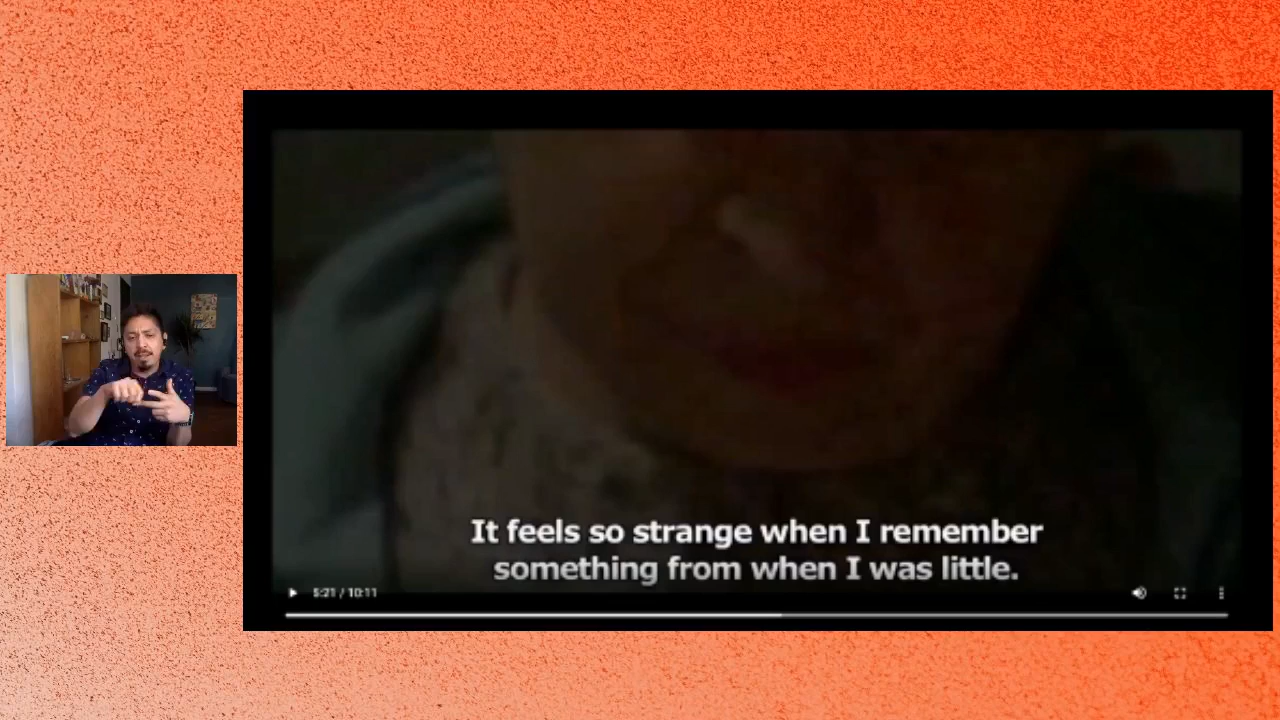 It feels so strange when I remember
something from when I was little.
5:21 / 10:11